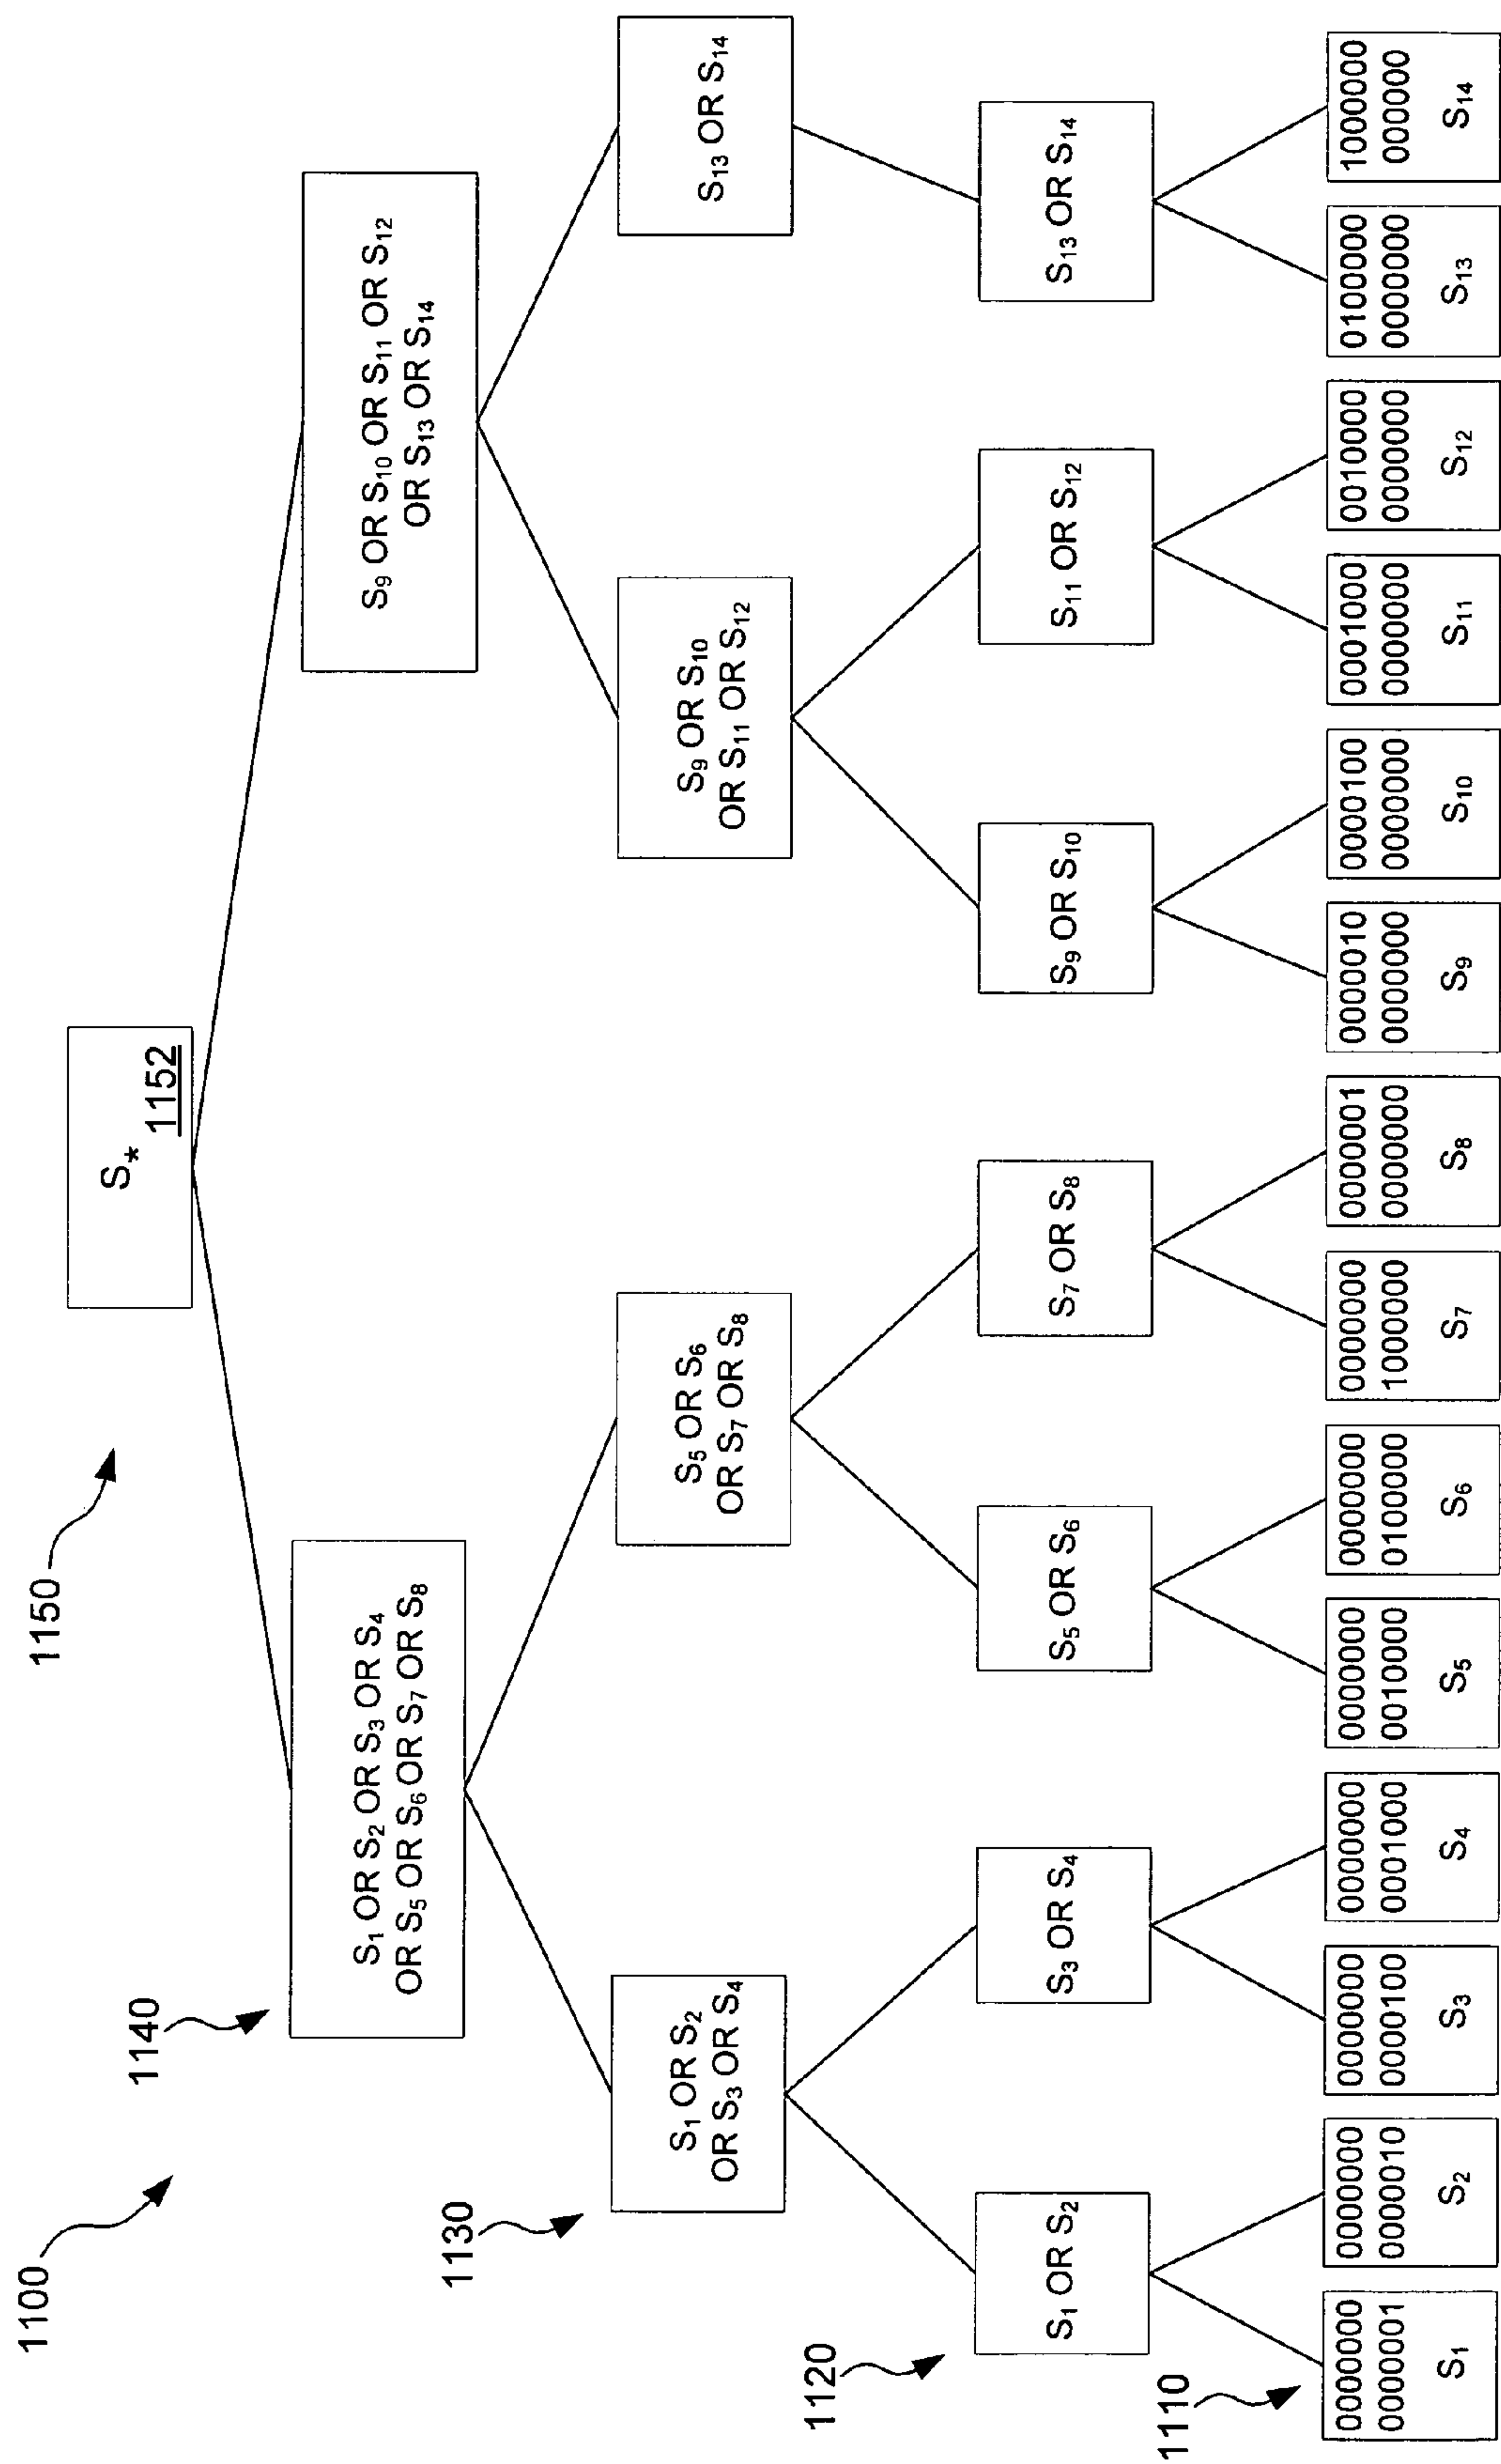 1100
1150
S* 1152
1140
S1 OR S2 OR S3 OR S4
OR S5 OR S6 OR S7 OR S8
S9 OR S10 OR S11 OR S12
OR S13 OR S14
1130
S1 OR S2
OR S3 OR S4
S5 OR S6
OR S7 OR S8
S9 OR S10
OR S11 OR S12
S13 OR S14
1120
S1 OR S2
S3 OR S4
S5 OR S6
S7 OR S8
S9 OR S10
S11 OR S12
S13 OR S14
1110
0000000
0000001
S1
0000000
0000010
S2
0000000
0000100
S3
0000000
0001000
S4
0000000
0010000
S5
0000000
0100000
S6
0000000
1000000
S7
0000001
0000000
S8
0000010
0000000
S9
0000100
0000000
S10
0001000
0000000
S11
0010000
0000000
S12
0100000
0000000
S13
1000000
000000
S14